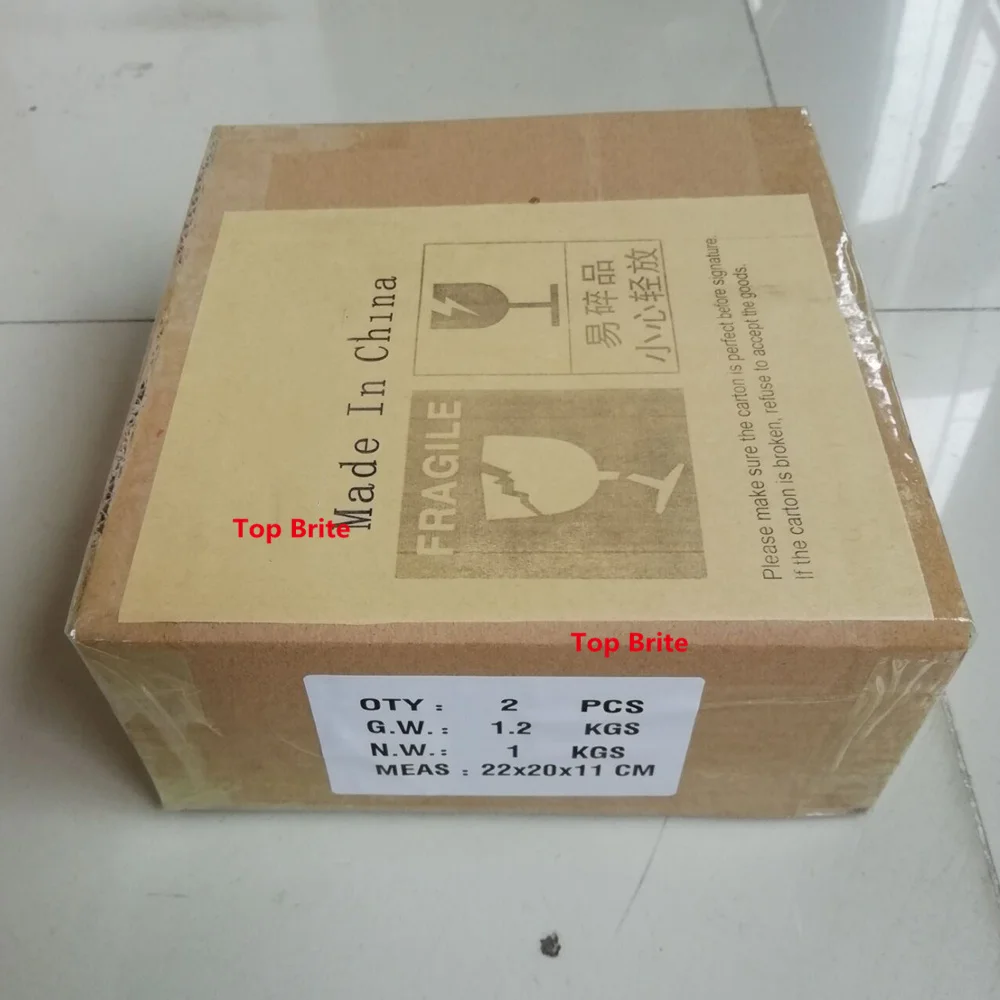 Made In China
易碎品
小心轻放
FRAGILE
Please make sure the carton is perfect before signature.
If the carton is broken, refuse to accept the goods.
Top Brite
Top Brite
QTY : 2 PCS
G.W.: 1.2 KGS
N.W.: 1 KGS
MEAS : 22x20x11 CM